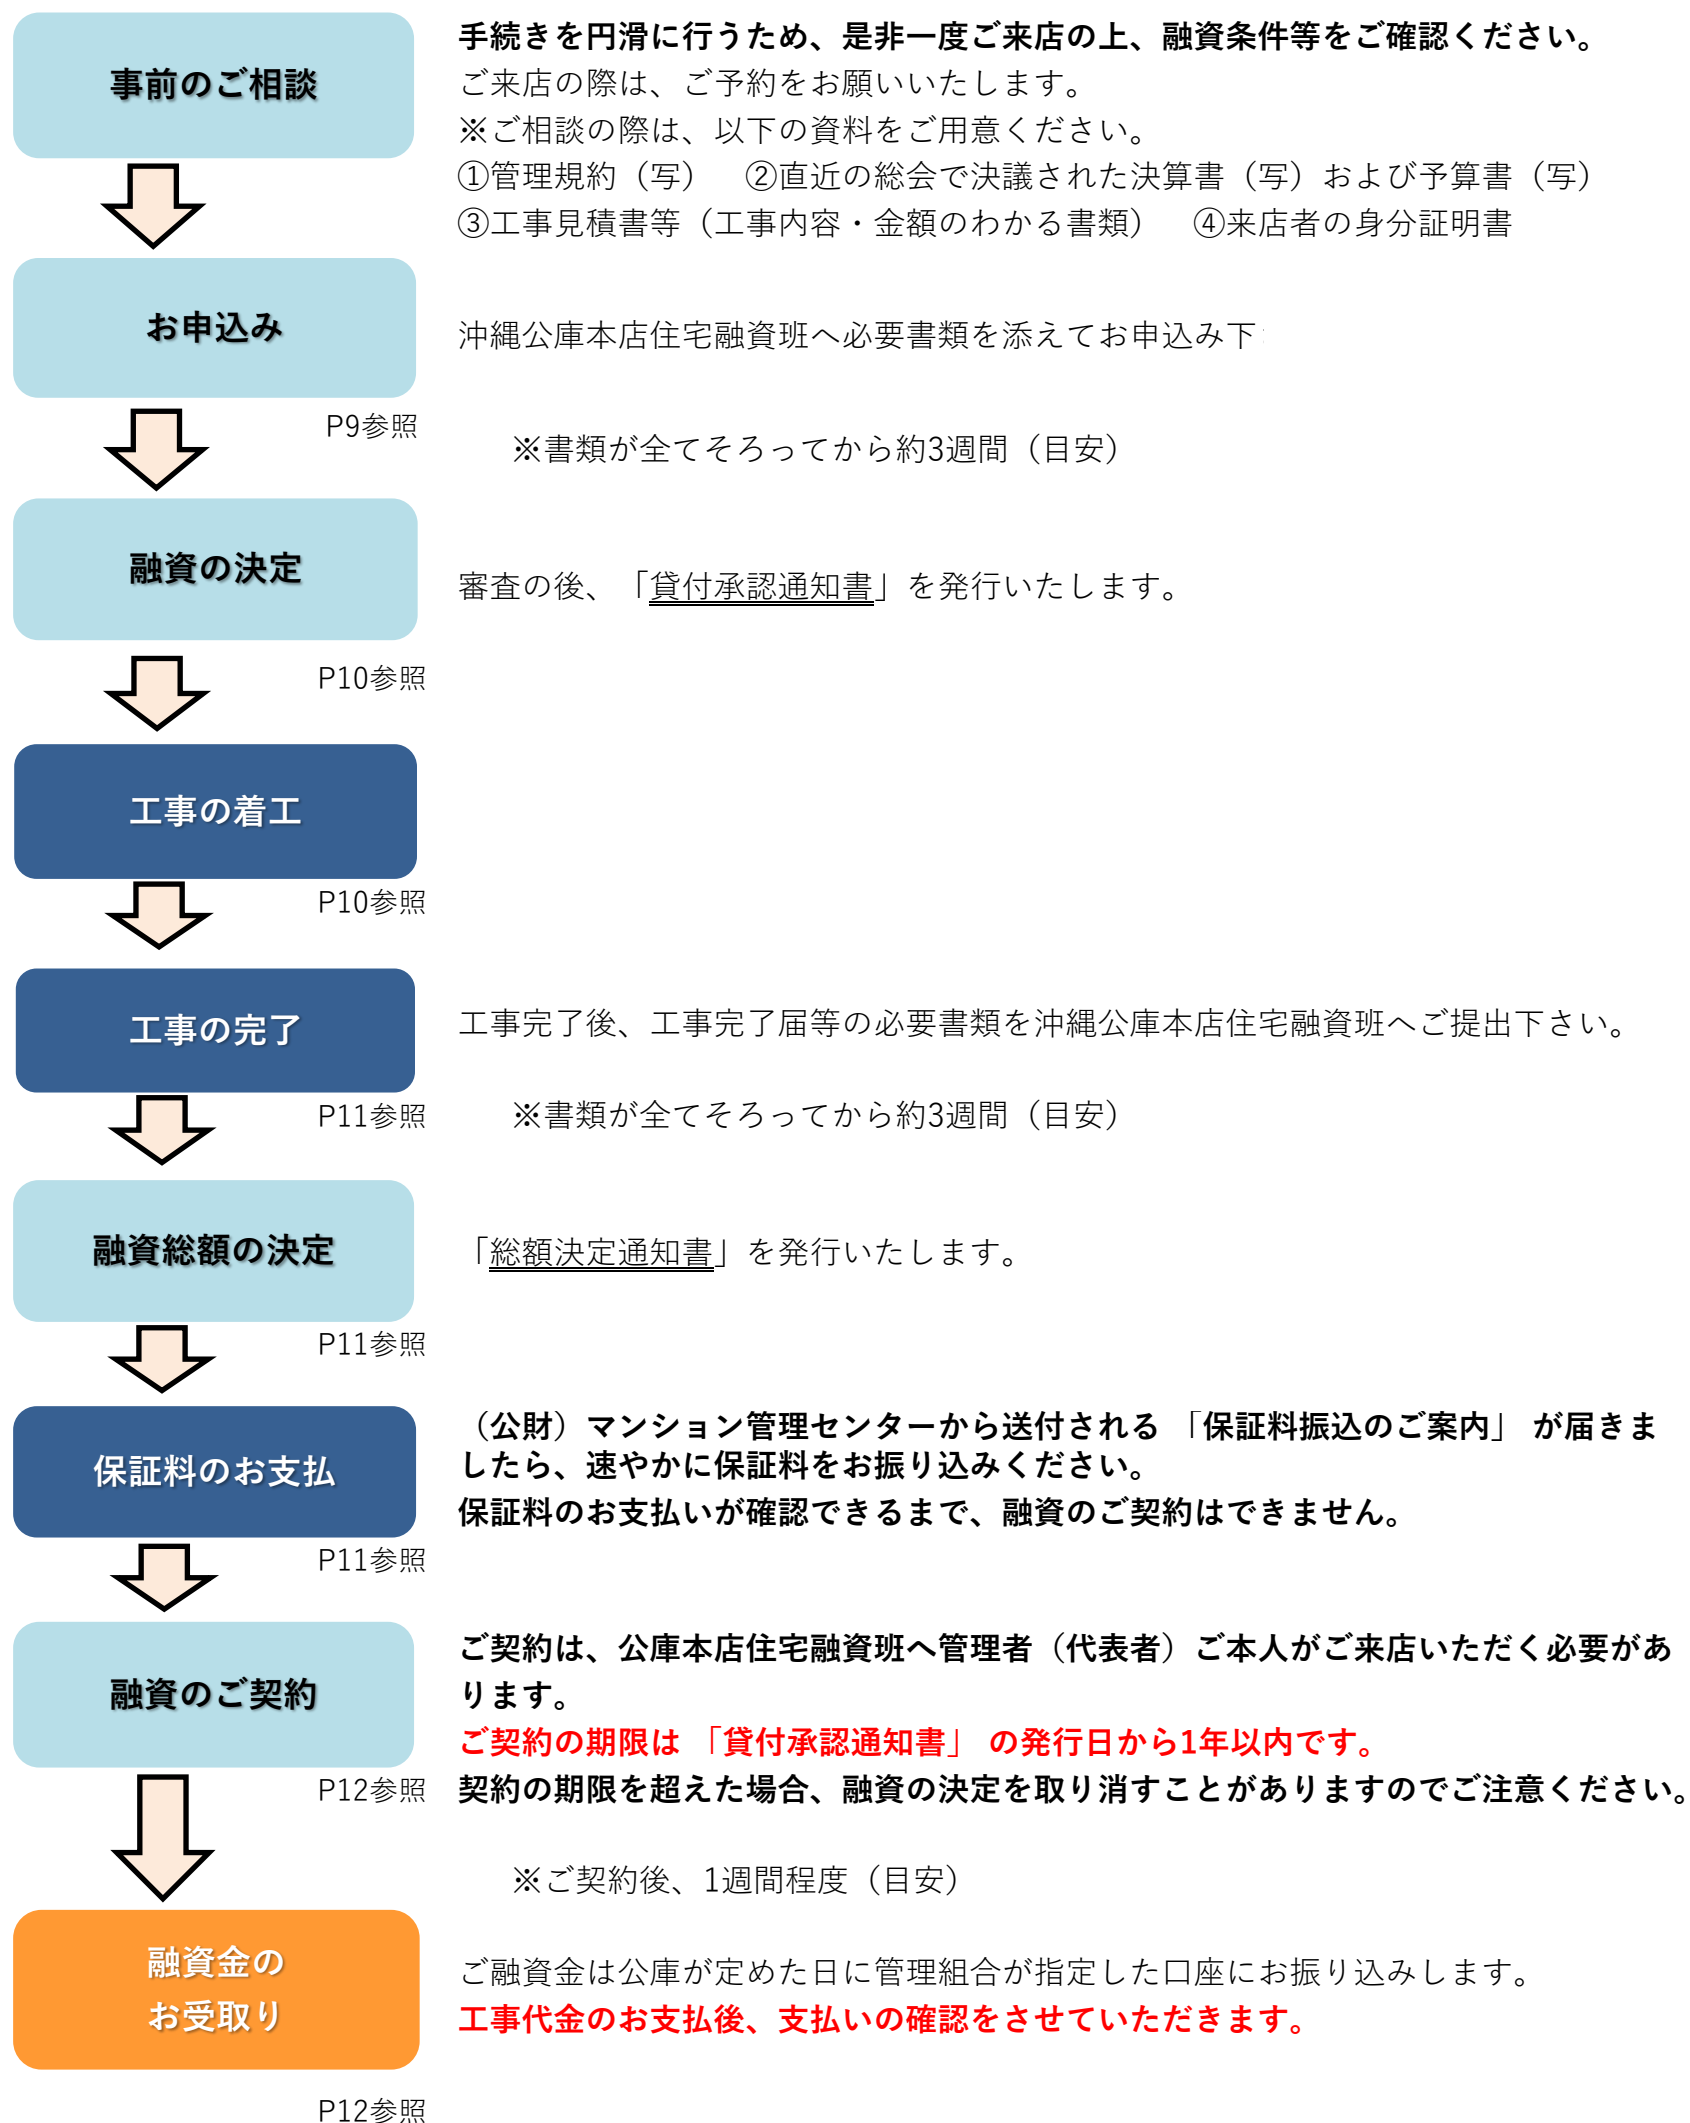 事前のご相談
手続きを円滑に行うため、是非一度ご来店の上、融資条件等をご確認ください。
ご来店の際は、ご予約をお願いいたします。
※ご相談の際は、以下の資料をご用意ください。
①管理規約（写）　②直近の総会で決議された決算書（写）および予算書（写）
③工事見積書等（工事内容・金額のわかる書類）　④来店者の身分証明書
お申込み
沖縄公庫本店住宅融資班へ必要書類を添えてお申込み下
P9参照
※書類が全てそろってから約3週間（目安）
融資の決定
審査の後、「貸付承認通知書」を発行いたします。
P10参照
工事の着工
P10参照
工事の完了
工事完了後、工事完了届等の必要書類を沖縄公庫本店住宅融資班へご提出下さい。
P11参照
※書類が全てそろってから約3週間（目安）
融資総額の決定
「総額決定通知書」を発行いたします。
P11参照
保証料のお支払
（公財）マンション管理センターから送付される「保証料振込のご案内」が届きま
したら、速やかに保証料をお振り込みください。
保証料のお支払いが確認できるまで、融資のご契約はできません。
P11参照
融資のご契約
ご契約は、公庫本店住宅融資班へ管理者（代表者）ご本人がご来店いただく必要があ
ります。
ご契約の期限は「貸付承認通知書」の発行日から1年以内です。
P12参照
契約の期限を超えた場合、融資の決定を取り消すことがありますのでご注意ください。
※ご契約後、1週間程度（目安）
融資金の
お受取り
ご融資金は公庫が定めた日に管理組合が指定した口座にお振り込みします。
工事代金のお支払後、支払いの確認をさせていただきます。
P12参照